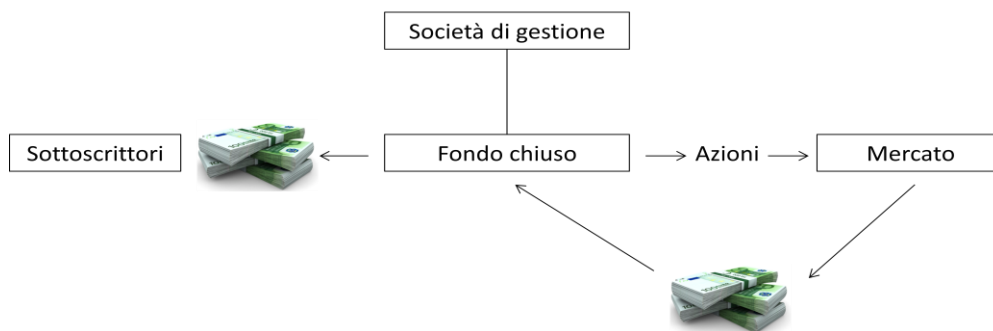 Società di gestione
Sottoscrittori
Fondo chiuso
Azioni
Mercato